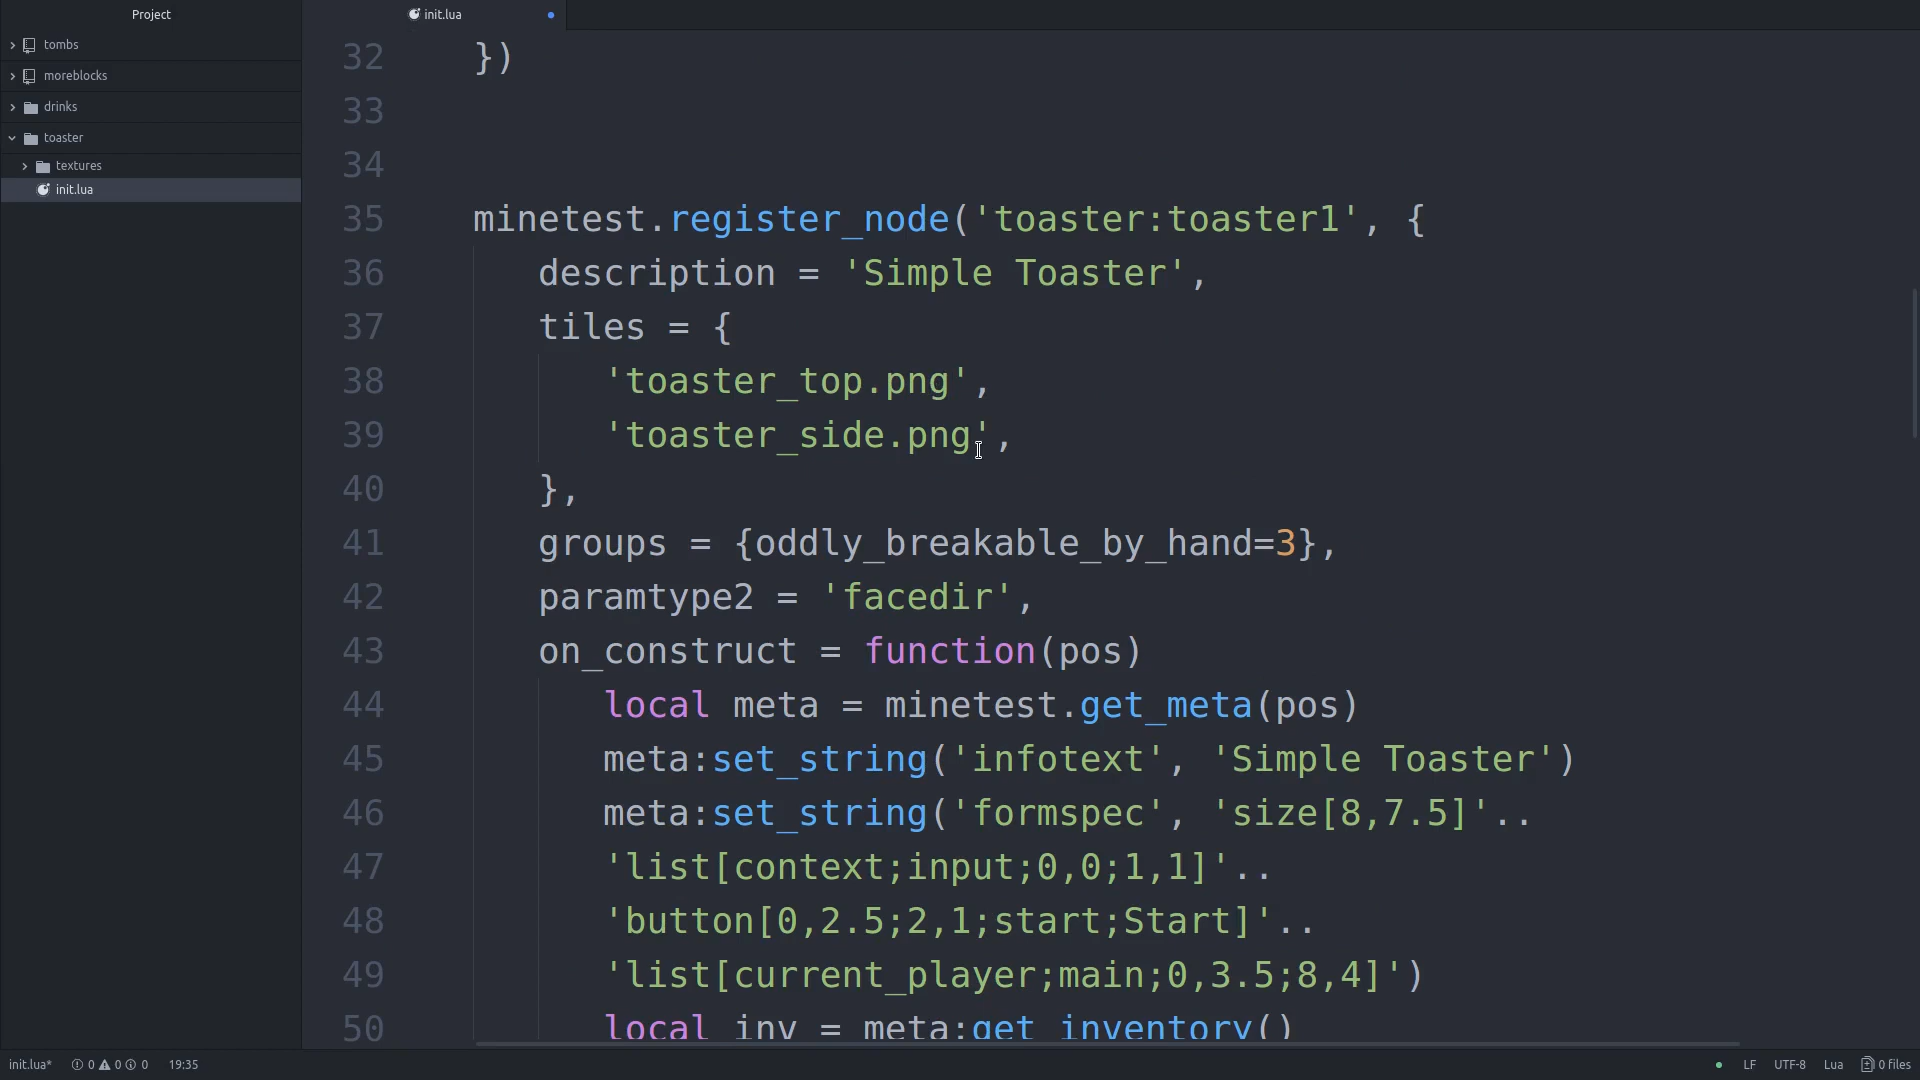 Project
init.lua
tombs
moreblocks
drinks
toaster
textures
init.lua
32 })
33
34
35 minetest.register_node('toaster:toaster1', {
36 description = 'Simple Toaster',
37 tiles = {
38 'toaster_top.png',
39 'toaster_side.png',
40 },
41 groups = {oddly_breakable_by_hand=3},
42 paramtype2 = 'facedir',
43 on_construct = function(pos)
44 local meta = minetest.get_meta(pos)
45 meta:set_string('infotext', 'Simple Toaster')
46 meta:set_string('formspec', 'size[8,7.5]'..
47 'list[context;input;0,0;1,1]'..
48 'button[0,2.5;2,1;start;Start]'..
49 'list[current_player;main;0,3.5;8,4]')
50 local inv = meta:get_inventory()
init.lua* 0 0 0 19:35 LF UTF-8 Lua 0 files